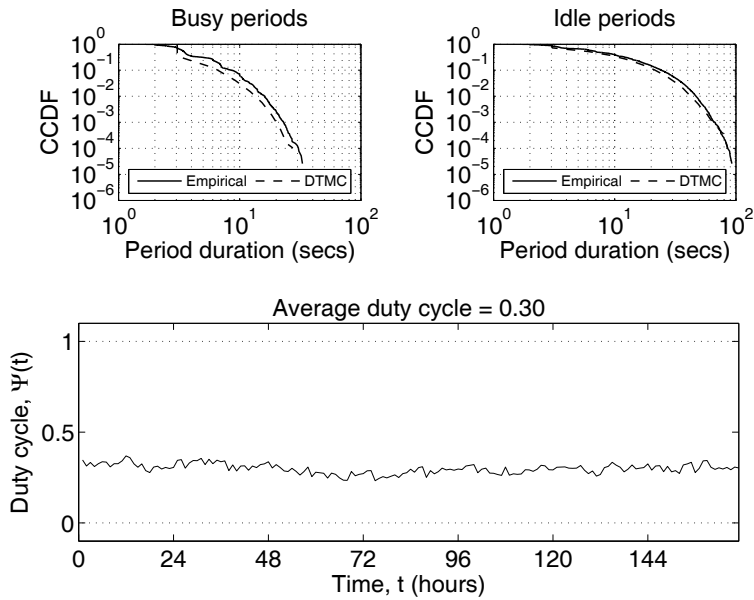 Busy periods
CCDF
10^0
10^-1
10^-2
10^-3
10^-4
10^-5
10^-6
Empirical DTMC
10^0 10^1 10^2
Period duration (secs)
Idle periods
CCDF
10^0
10^-1
10^-2
10^-3
10^-4
10^-5
10^-6
Empirical DTMC
10^0 10^1 10^2
Period duration (secs)
Average duty cycle = 0.30
Duty cycle, Ψ(t)
1
0.5
0
0 24 48 72 96 120 144
Time, t (hours)